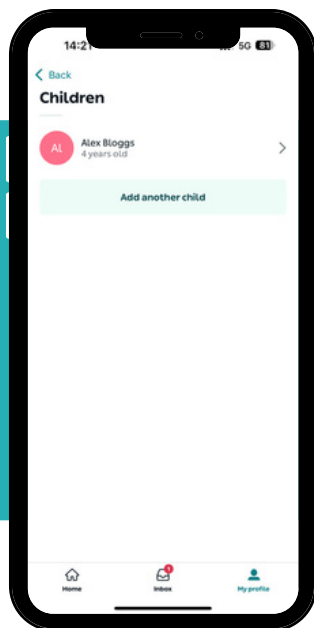 14:21
5G 81
Back
Children
AL
Alex Bloggs
4 years old
Add another child
1
Home
Inbox
My profile